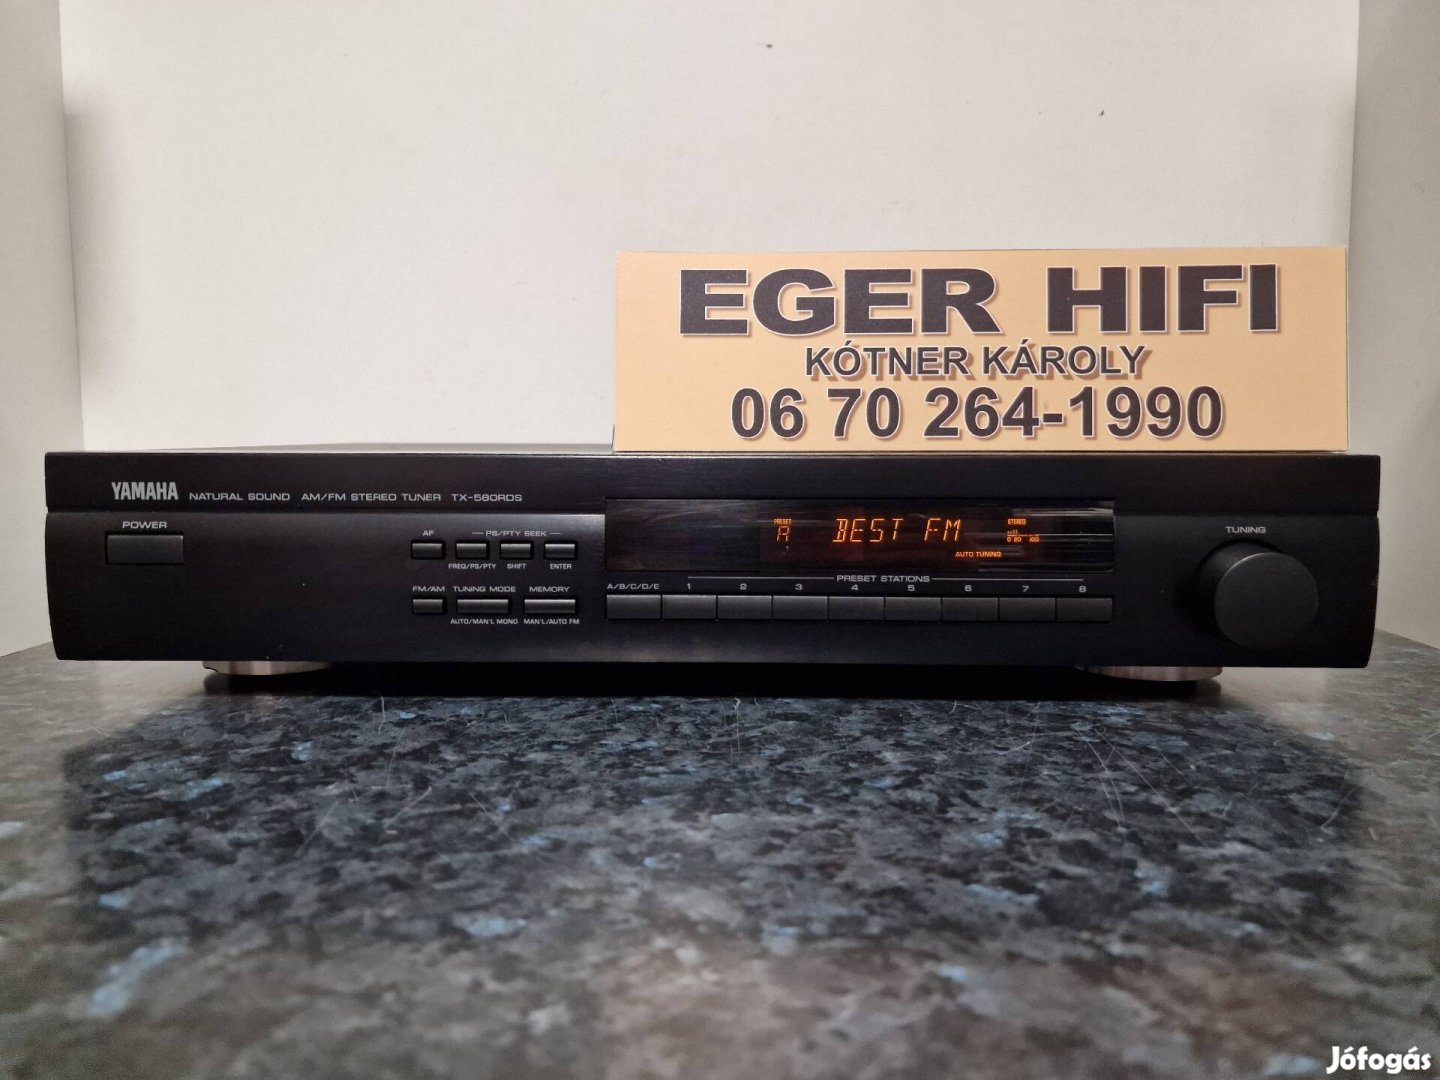 EGER HIFI
KÓTNER KÁROLY
06 70 264-1990
YAMAHA NATURAL SOUND AM/FM STEREO TUNER TX-580RDS
POWER
AF PS/PTY SEEK
FREQ/PS/PTY SHIFT ENTER
FM/AM TUNING MODE MEMORY
AUTO/MAN'L MONO MAN'L/AUTO FM
PRESET STEREO
A BEST FM
AUTO TUNING
PRESET STATIONS
A/B/C/D/E 1 2 3 4 5 6 7 8
TUNING
Jófogás